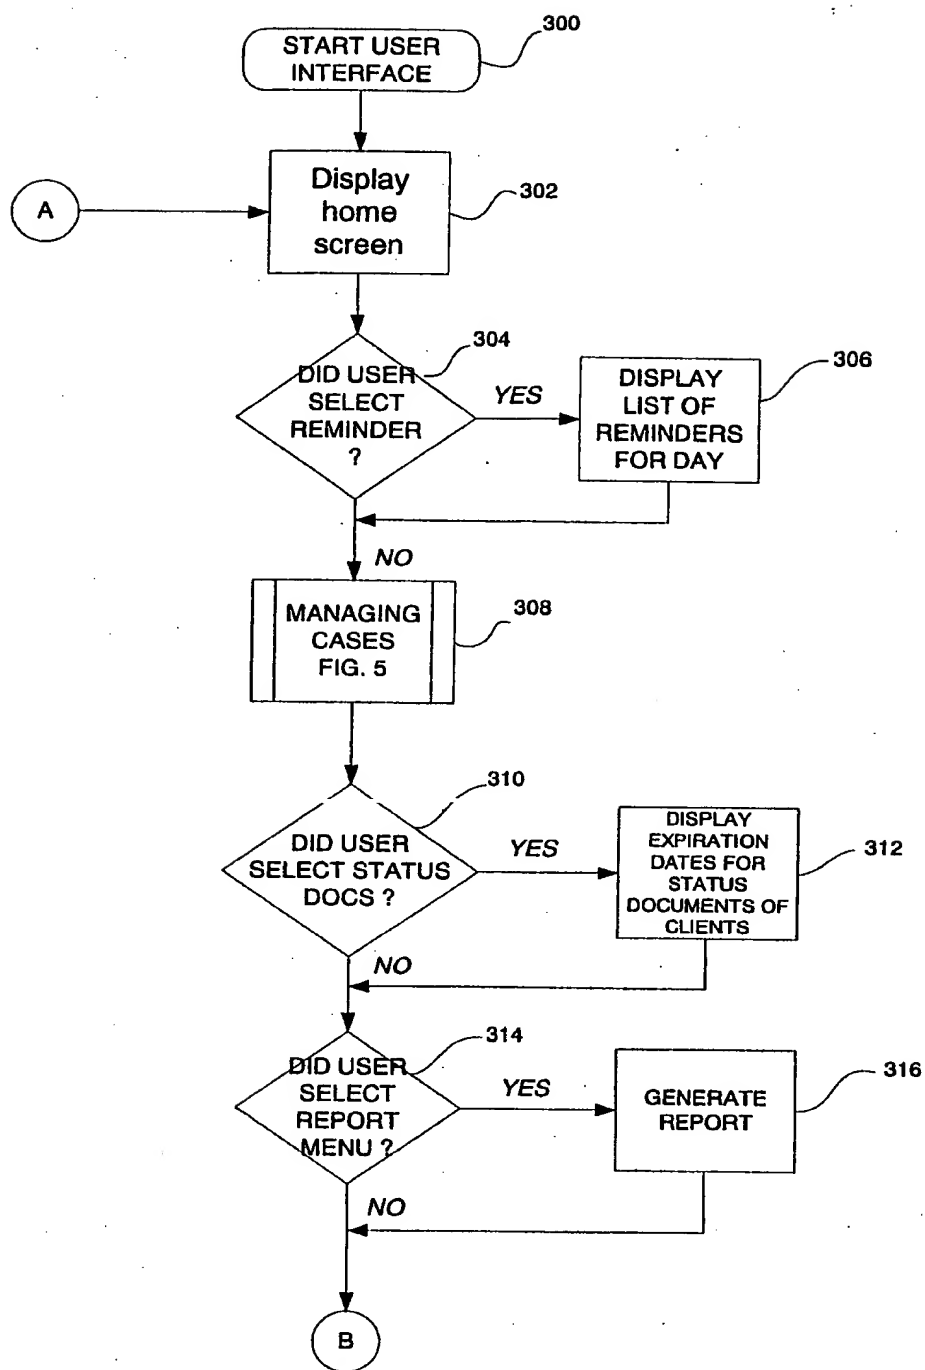 START USER
INTERFACE
300
Display
home
screen
302
A
304
DID USER
SELECT
REMINDER
?
YES
DISPLAY
LIST OF
REMINDERS
FOR DAY
306
NO
MANAGING
CASES
FIG. 5
308
310
DID USER
SELECT STATUS
DOCS ?
YES
DISPLAY
EXPIRATION
DATES FOR
STATUS
DOCUMENTS OF
CLIENTS
312
NO
314
DID USER
SELECT
REPORT
MENU ?
YES
GENERATE
REPORT
316
NO
B